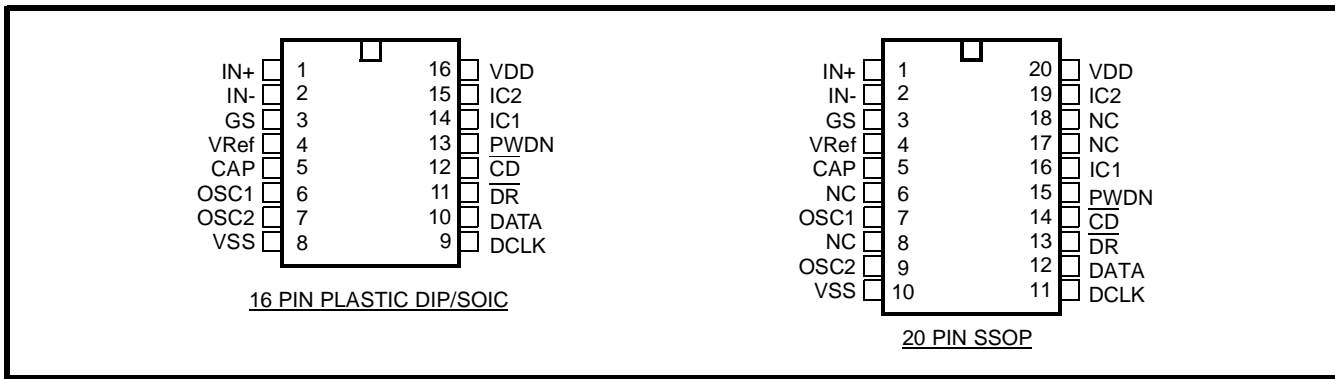 IN+ 1 16 VDD
IN- 2 15 IC2
GS 3 14 IC1
VRef 4 13 PWDN
CAP 5 12 C̅D̅
OSC1 6 11 D̅R̅
OSC2 7 10 DATA
VSS 8 9 DCLK
16 PIN PLASTIC DIP/SOIC
IN+ 1 20 VDD
IN- 2 19 IC2
GS 3 18 NC
VRef 4 17 NC
CAP 5 16 IC1
NC 6 15 PWDN
OSC1 7 14 C̅D̅
NC 8 13 D̅R̅
OSC2 9 12 DATA
VSS 10 11 DCLK
20 PIN SSOP